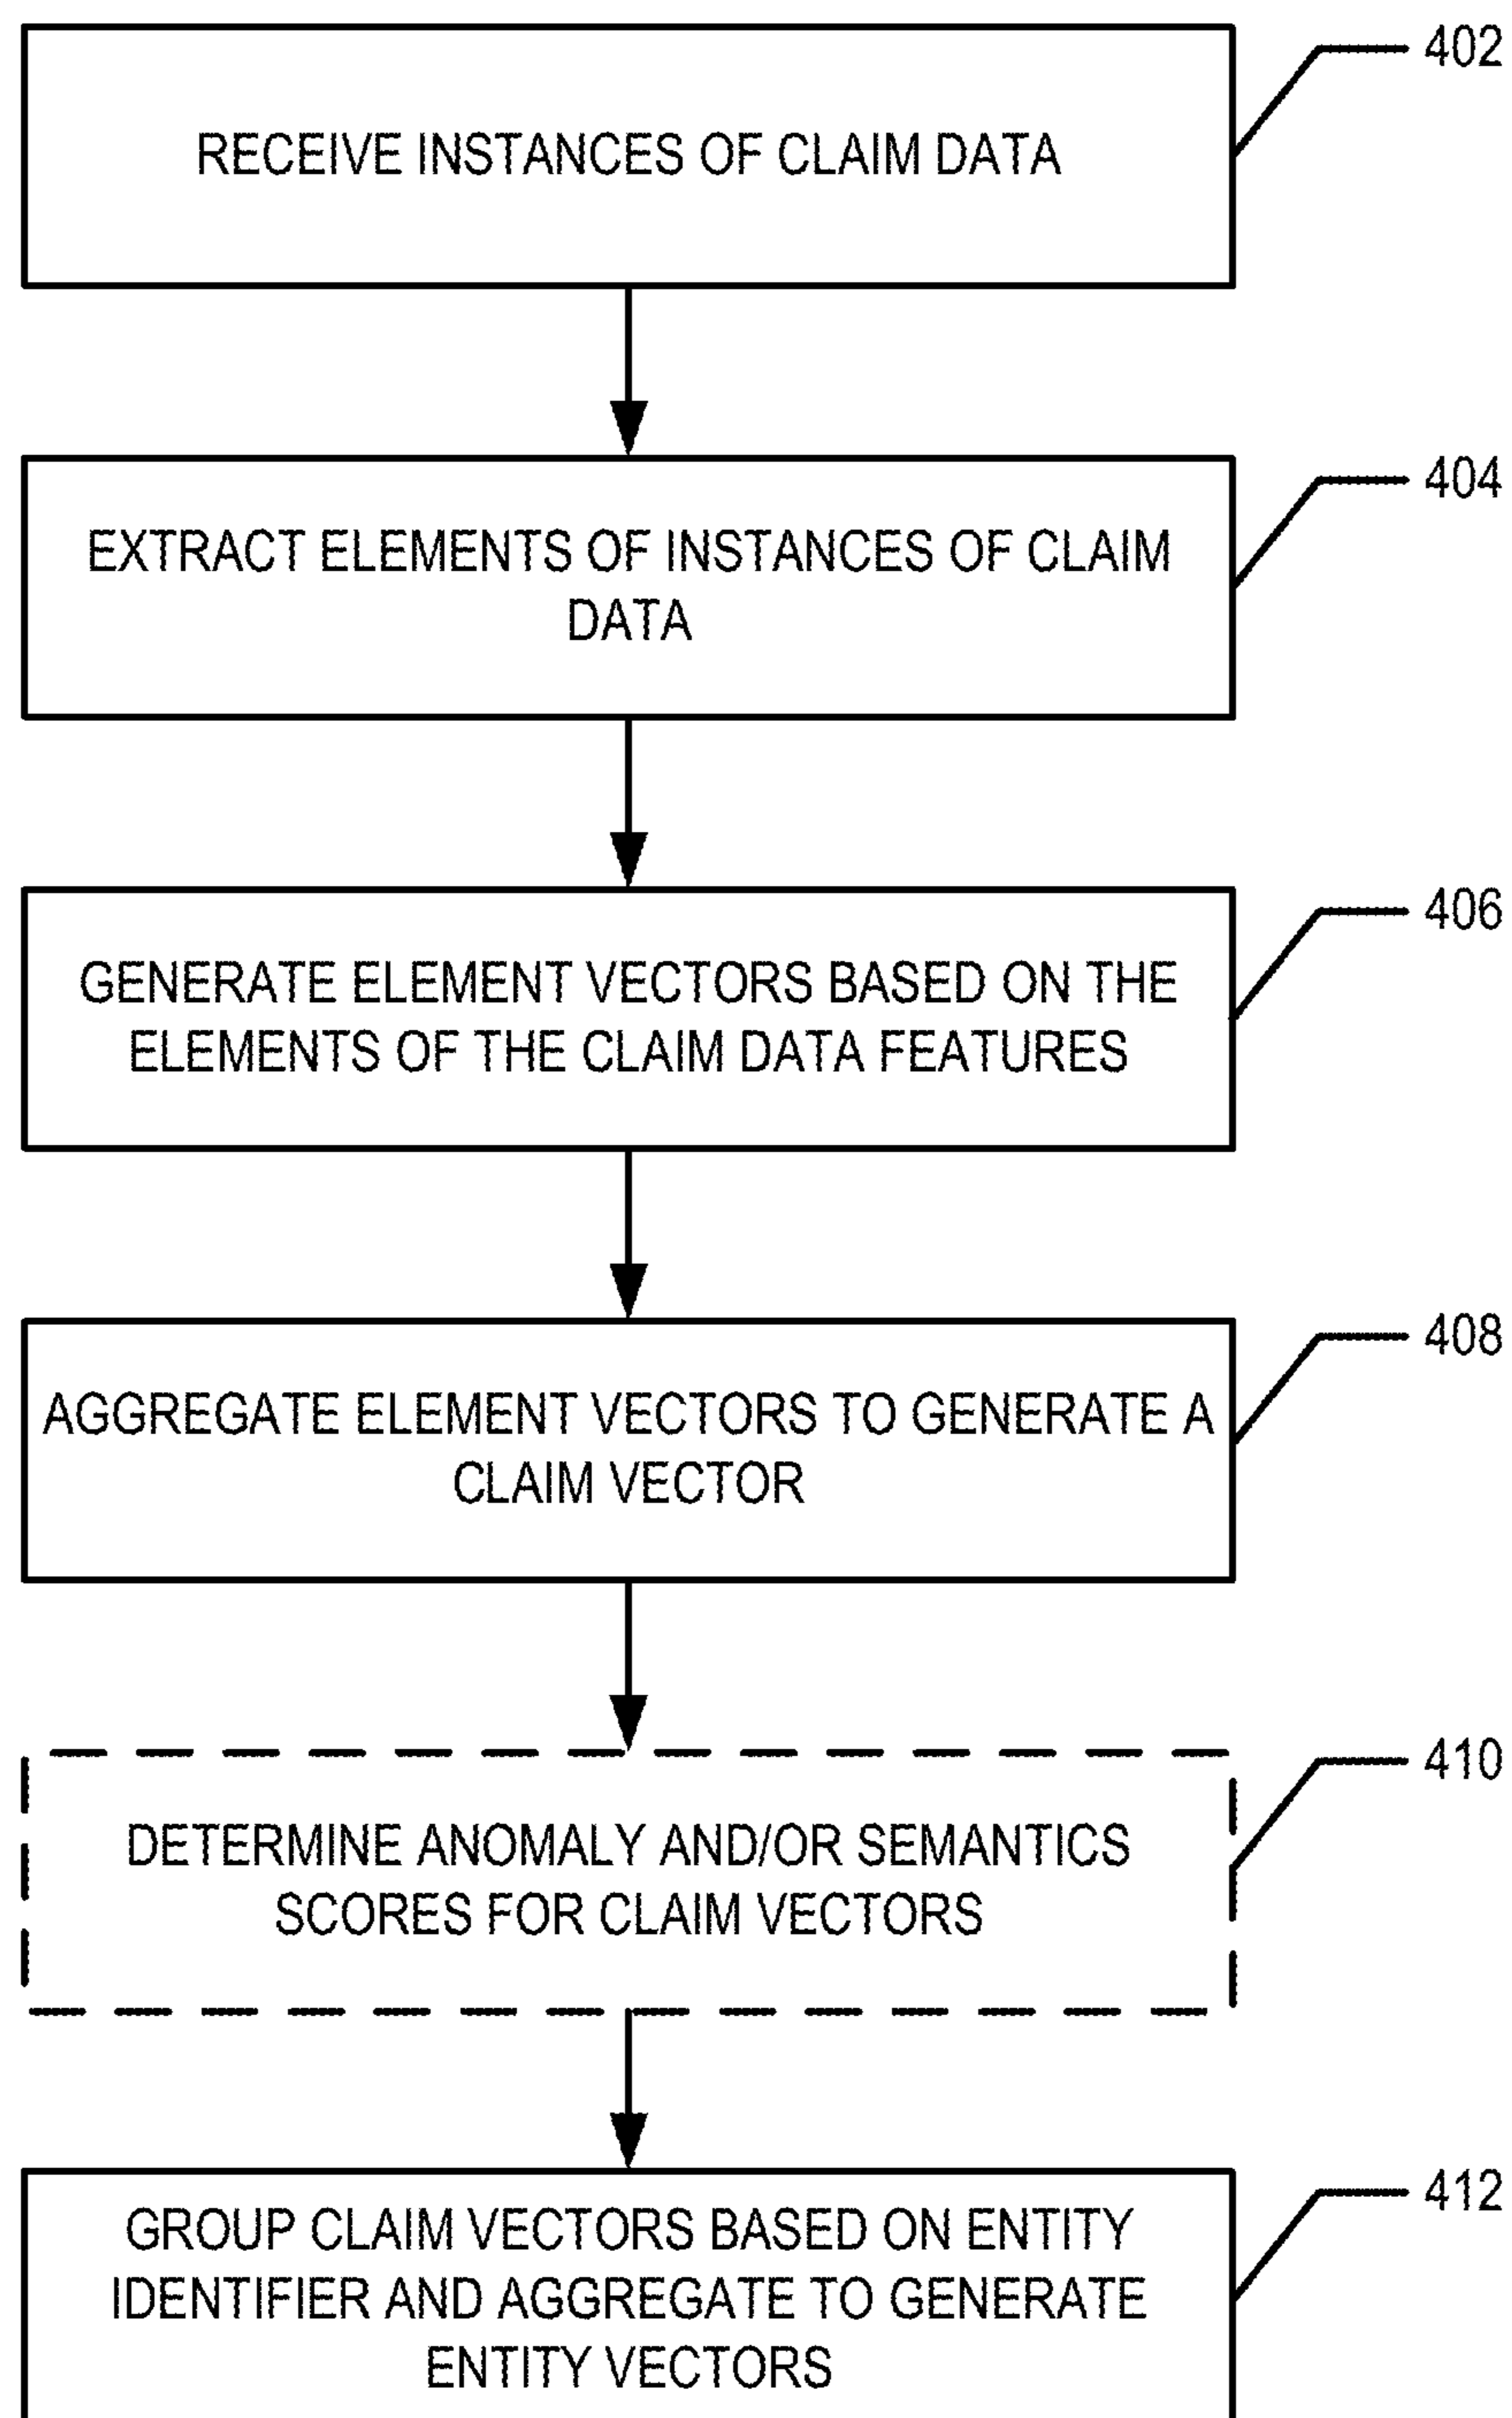 402
RECEIVE INSTANCES OF CLAIM DATA
404
EXTRACT ELEMENTS OF INSTANCES OF CLAIM
DATA
406
GENERATE ELEMENT VECTORS BASED ON THE
ELEMENTS OF THE CLAIM DATA FEATURES
408
AGGREGATE ELEMENT VECTORS TO GENERATE A
CLAIM VECTOR
410
DETERMINE ANOMALY AND/OR SEMANTICS
SCORES FOR CLAIM VECTORS
412
GROUP CLAIM VECTORS BASED ON ENTITY
IDENTIFIER AND AGGREGATE TO GENERATE
ENTITY VECTORS